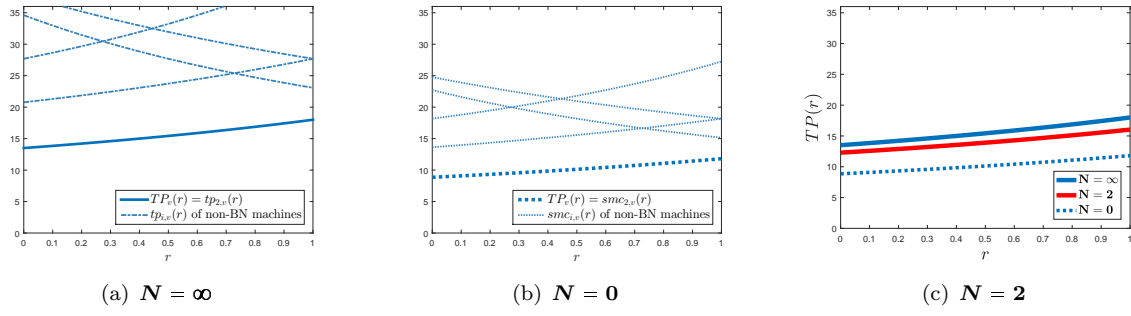 35
30
25
20
15
10
5
0
0 0.1 0.2 0.3 0.4 0.5 0.6 0.7 0.8 0.9 1
r
TP_v(r) = tp_{2,v}(r)
tp_{i,v}(r) of non-BN machines
(a) N = ∞
35
30
25
20
15
10
5
0
0 0.1 0.2 0.3 0.4 0.5 0.6 0.7 0.8 0.9 1
r
TP_v(r) = smc_{2,v}(r)
smc_{i,v}(r) of non-BN machines
(b) N = 0
TP(r)
35
30
25
20
15
10
5
0
0 0.1 0.2 0.3 0.4 0.5 0.6 0.7 0.8 0.9 1
r
N = ∞
N = 2
N = 0
(c) N = 2